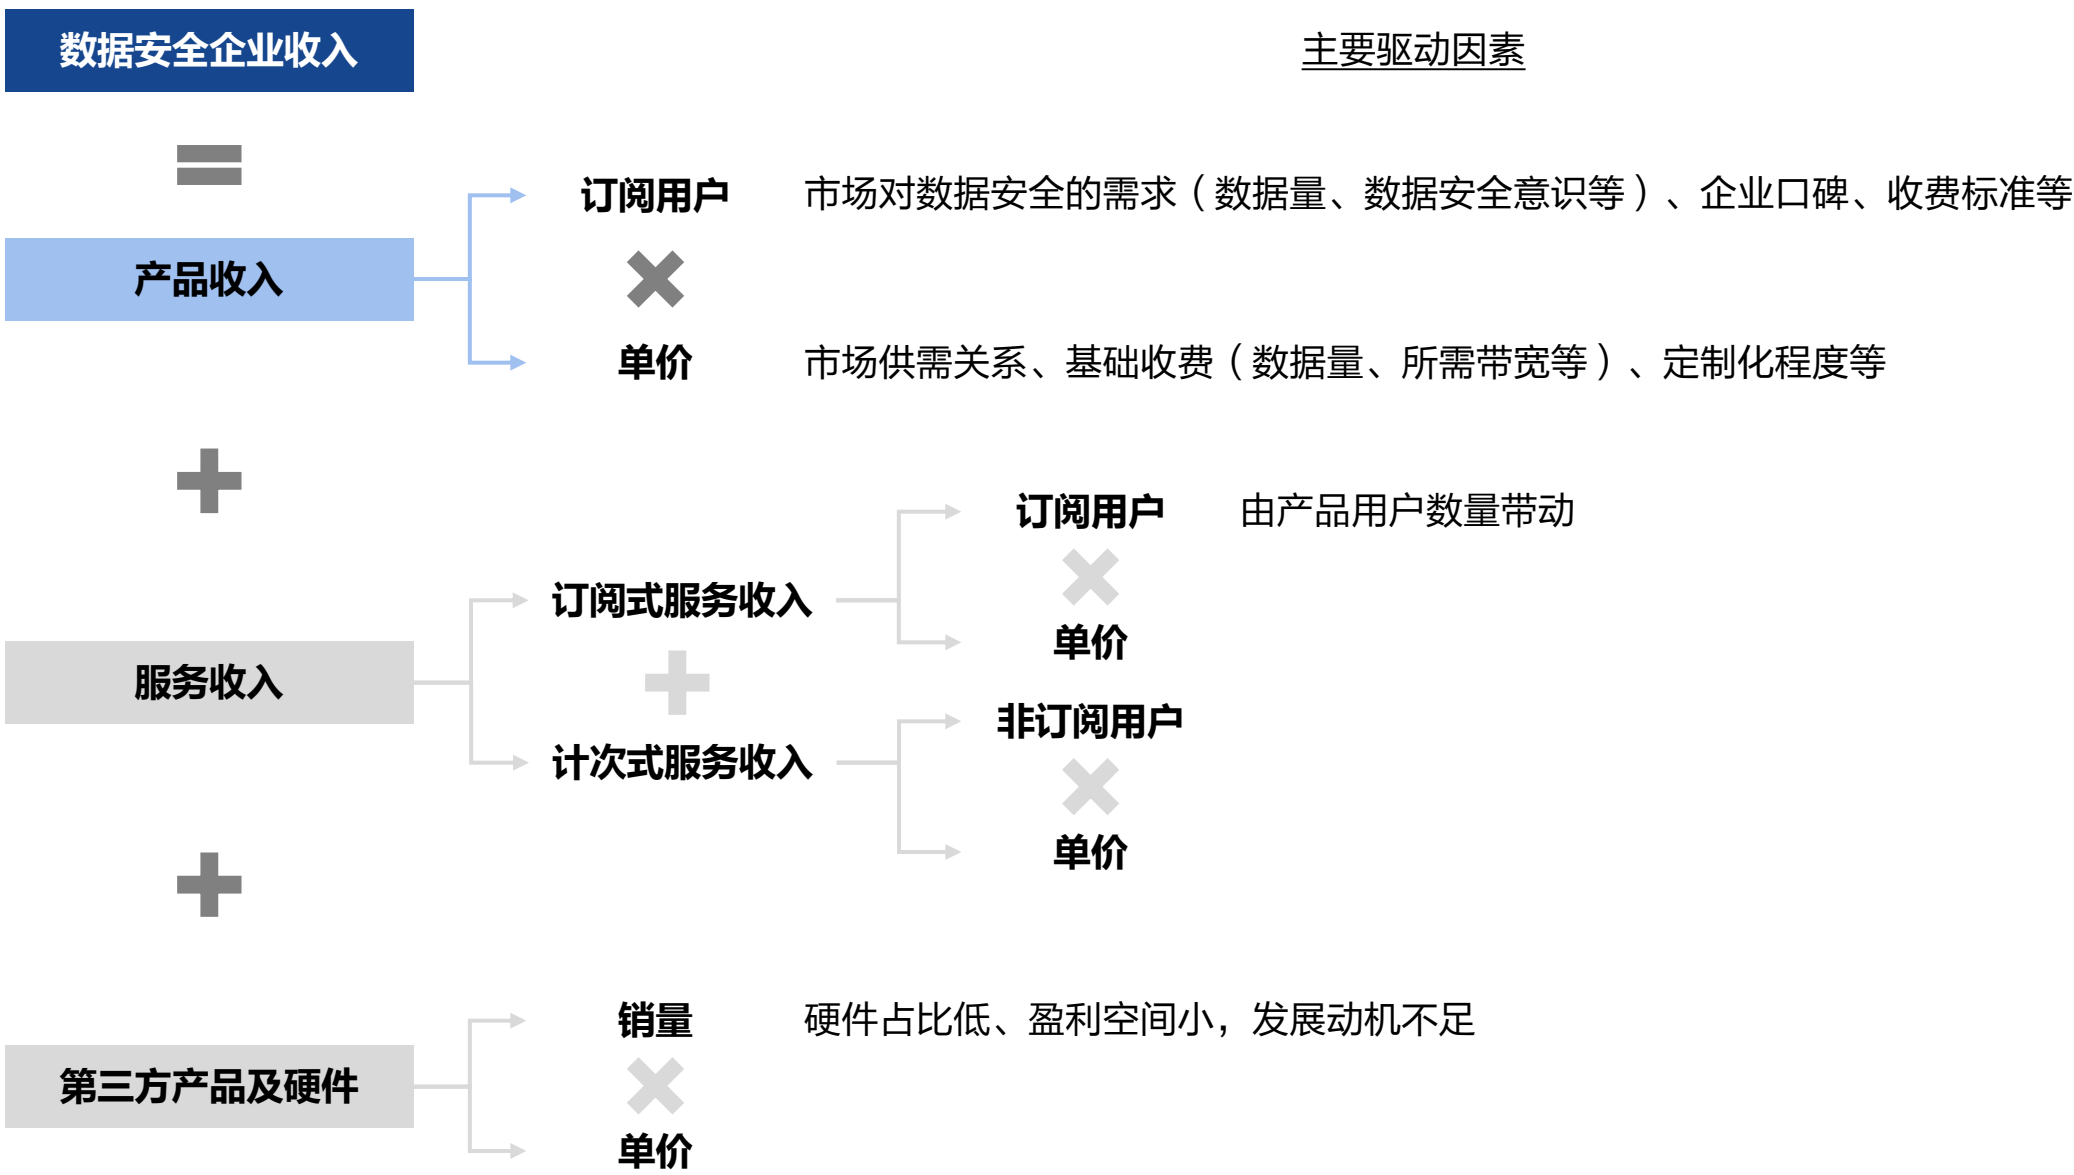 数据安全企业收入
主要驱动因素
订阅用户
市场对数据安全的需求（数据量、数据安全意识等）、企业口碑、收费标准等
产品收入
单价
市场供需关系、基础收费（数据量、所需带宽等）、定制化程度等
订阅用户
由产品用户数量带动
订阅式服务收入
单价
服务收入
非订阅用户
计次式服务收入
单价
销量
硬件占比低、盈利空间小，发展动机不足
第三方产品及硬件
单价